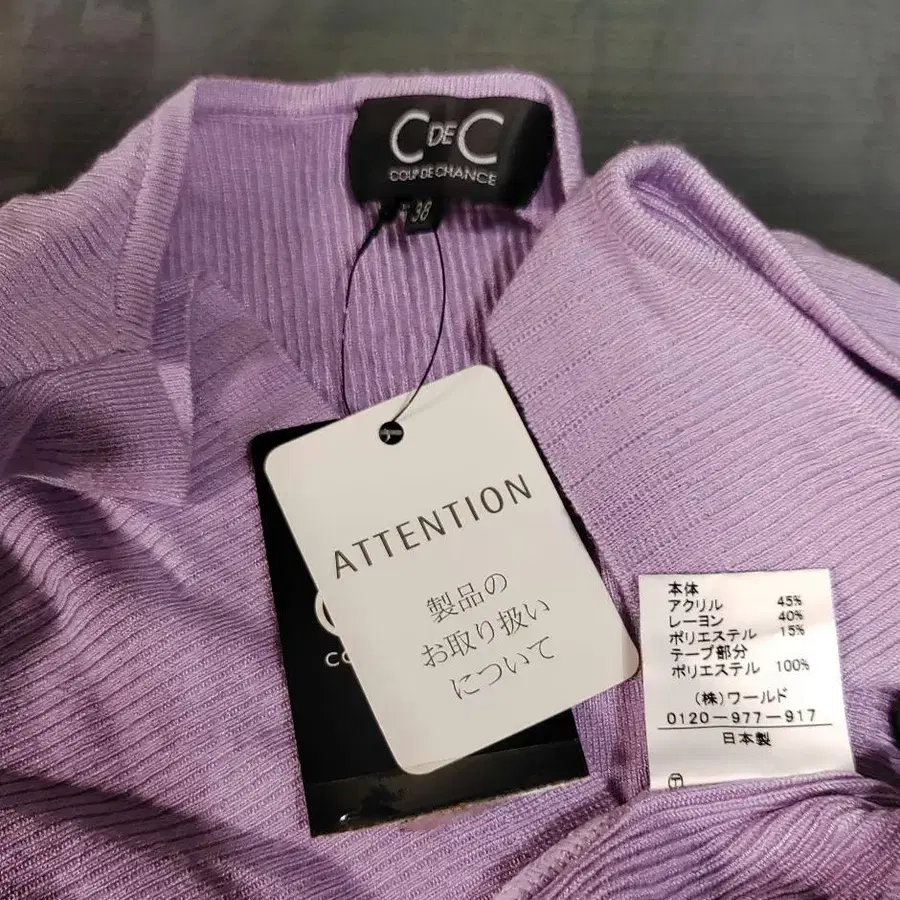 C DE C
COUP DE CHANCE
38
ATTENTION
製品の
お取り扱い
について
本体
アクリル 45%
レーヨン 40%
ポリエステル 15%
テープ部分
ポリエステル 100%
(株)ワールド
0120-977-917
日本製